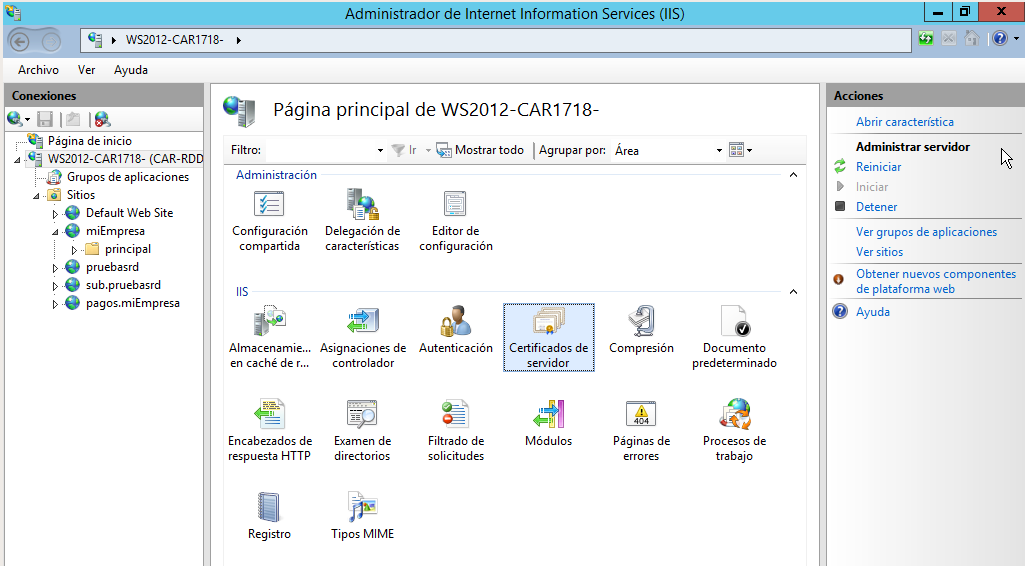 Administrador de Internet Information Services (IIS)
WS2012-CAR1718-
Archivo Ver Ayuda
Conexiones
Página de inicio
WS2012-CAR1718- (CAR-RDD
Grupos de aplicaciones
Sitios
Default Web Site
miEmpresa
principal
pruebasrd
sub.pruebasrd
pagos.miEmpresa
Página principal de WS2012-CAR1718-
Filtro: Ir Mostrar todo Agrupar por: Área
Administración
Configuración
compartida
Delegación de
características
Editor de
configuración
IIS
Almacenamie...
en caché de r...
Asignaciones de
controlador
Autenticación
Certificados de
servidor
Compresión
Documento
predeterminado
Encabezados de
respuesta HTTP
Examen de
directorios
Filtrado de
solicitudes
Módulos
404
Páginas de
errores
Procesos de
trabajo
Registro
Tipos MIME
Acciones
Abrir característica
Administrar servidor
Reiniciar
Iniciar
Detener
Ver grupos de aplicaciones
Ver sitios
Obtener nuevos componentes
de plataforma web
Ayuda